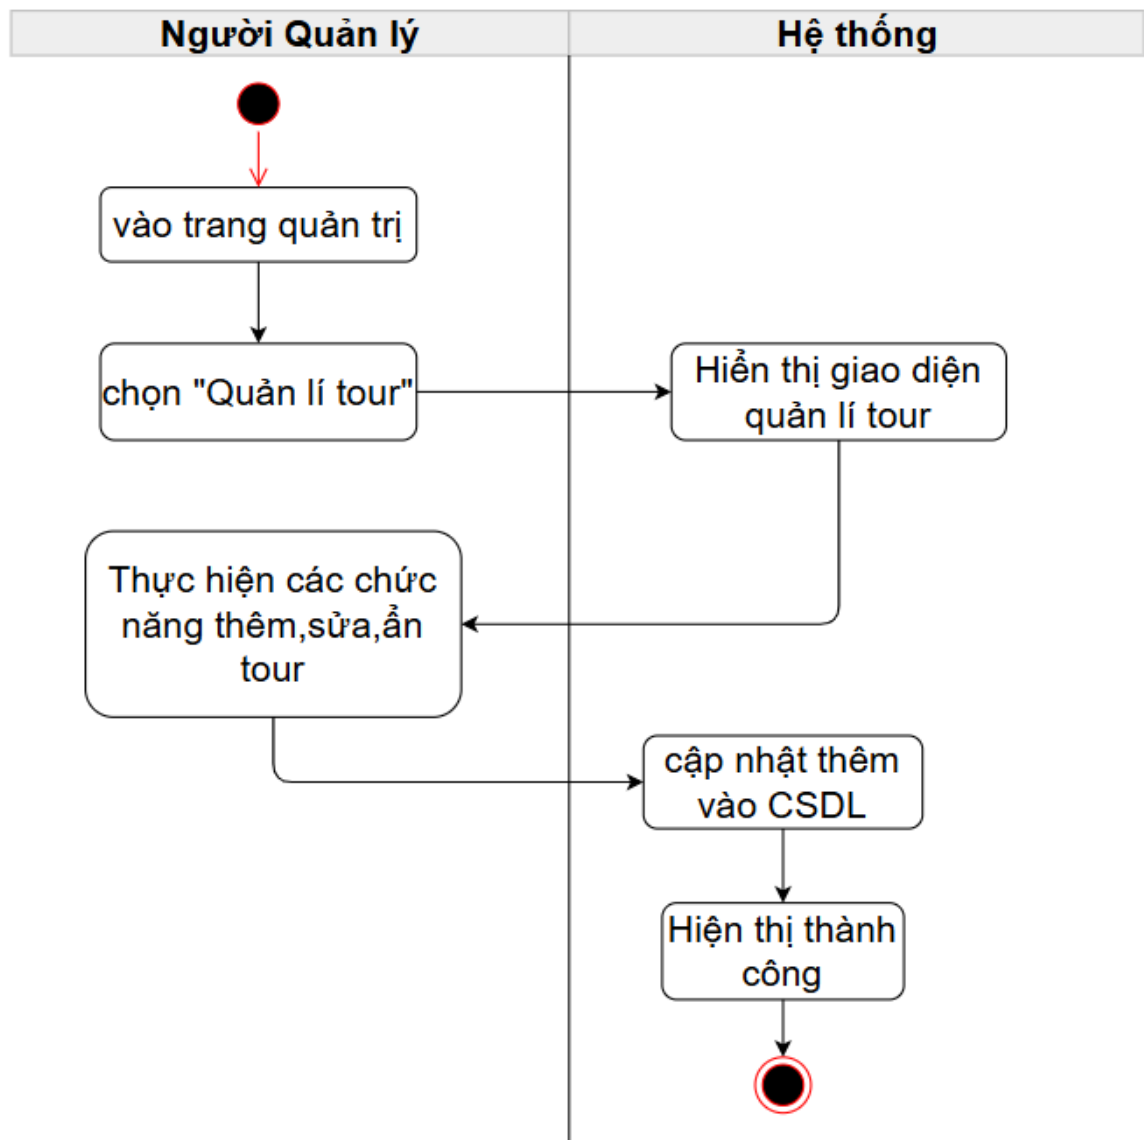 Người Quản lý
Hệ thống
vào trang quản trị
chọn "Quản lí tour"
Hiển thị giao diện
quản lí tour
Thực hiện các chức
năng thêm,sửa,ẩn
tour
cập nhật thêm
vào CSDL
Hiện thị thành
công